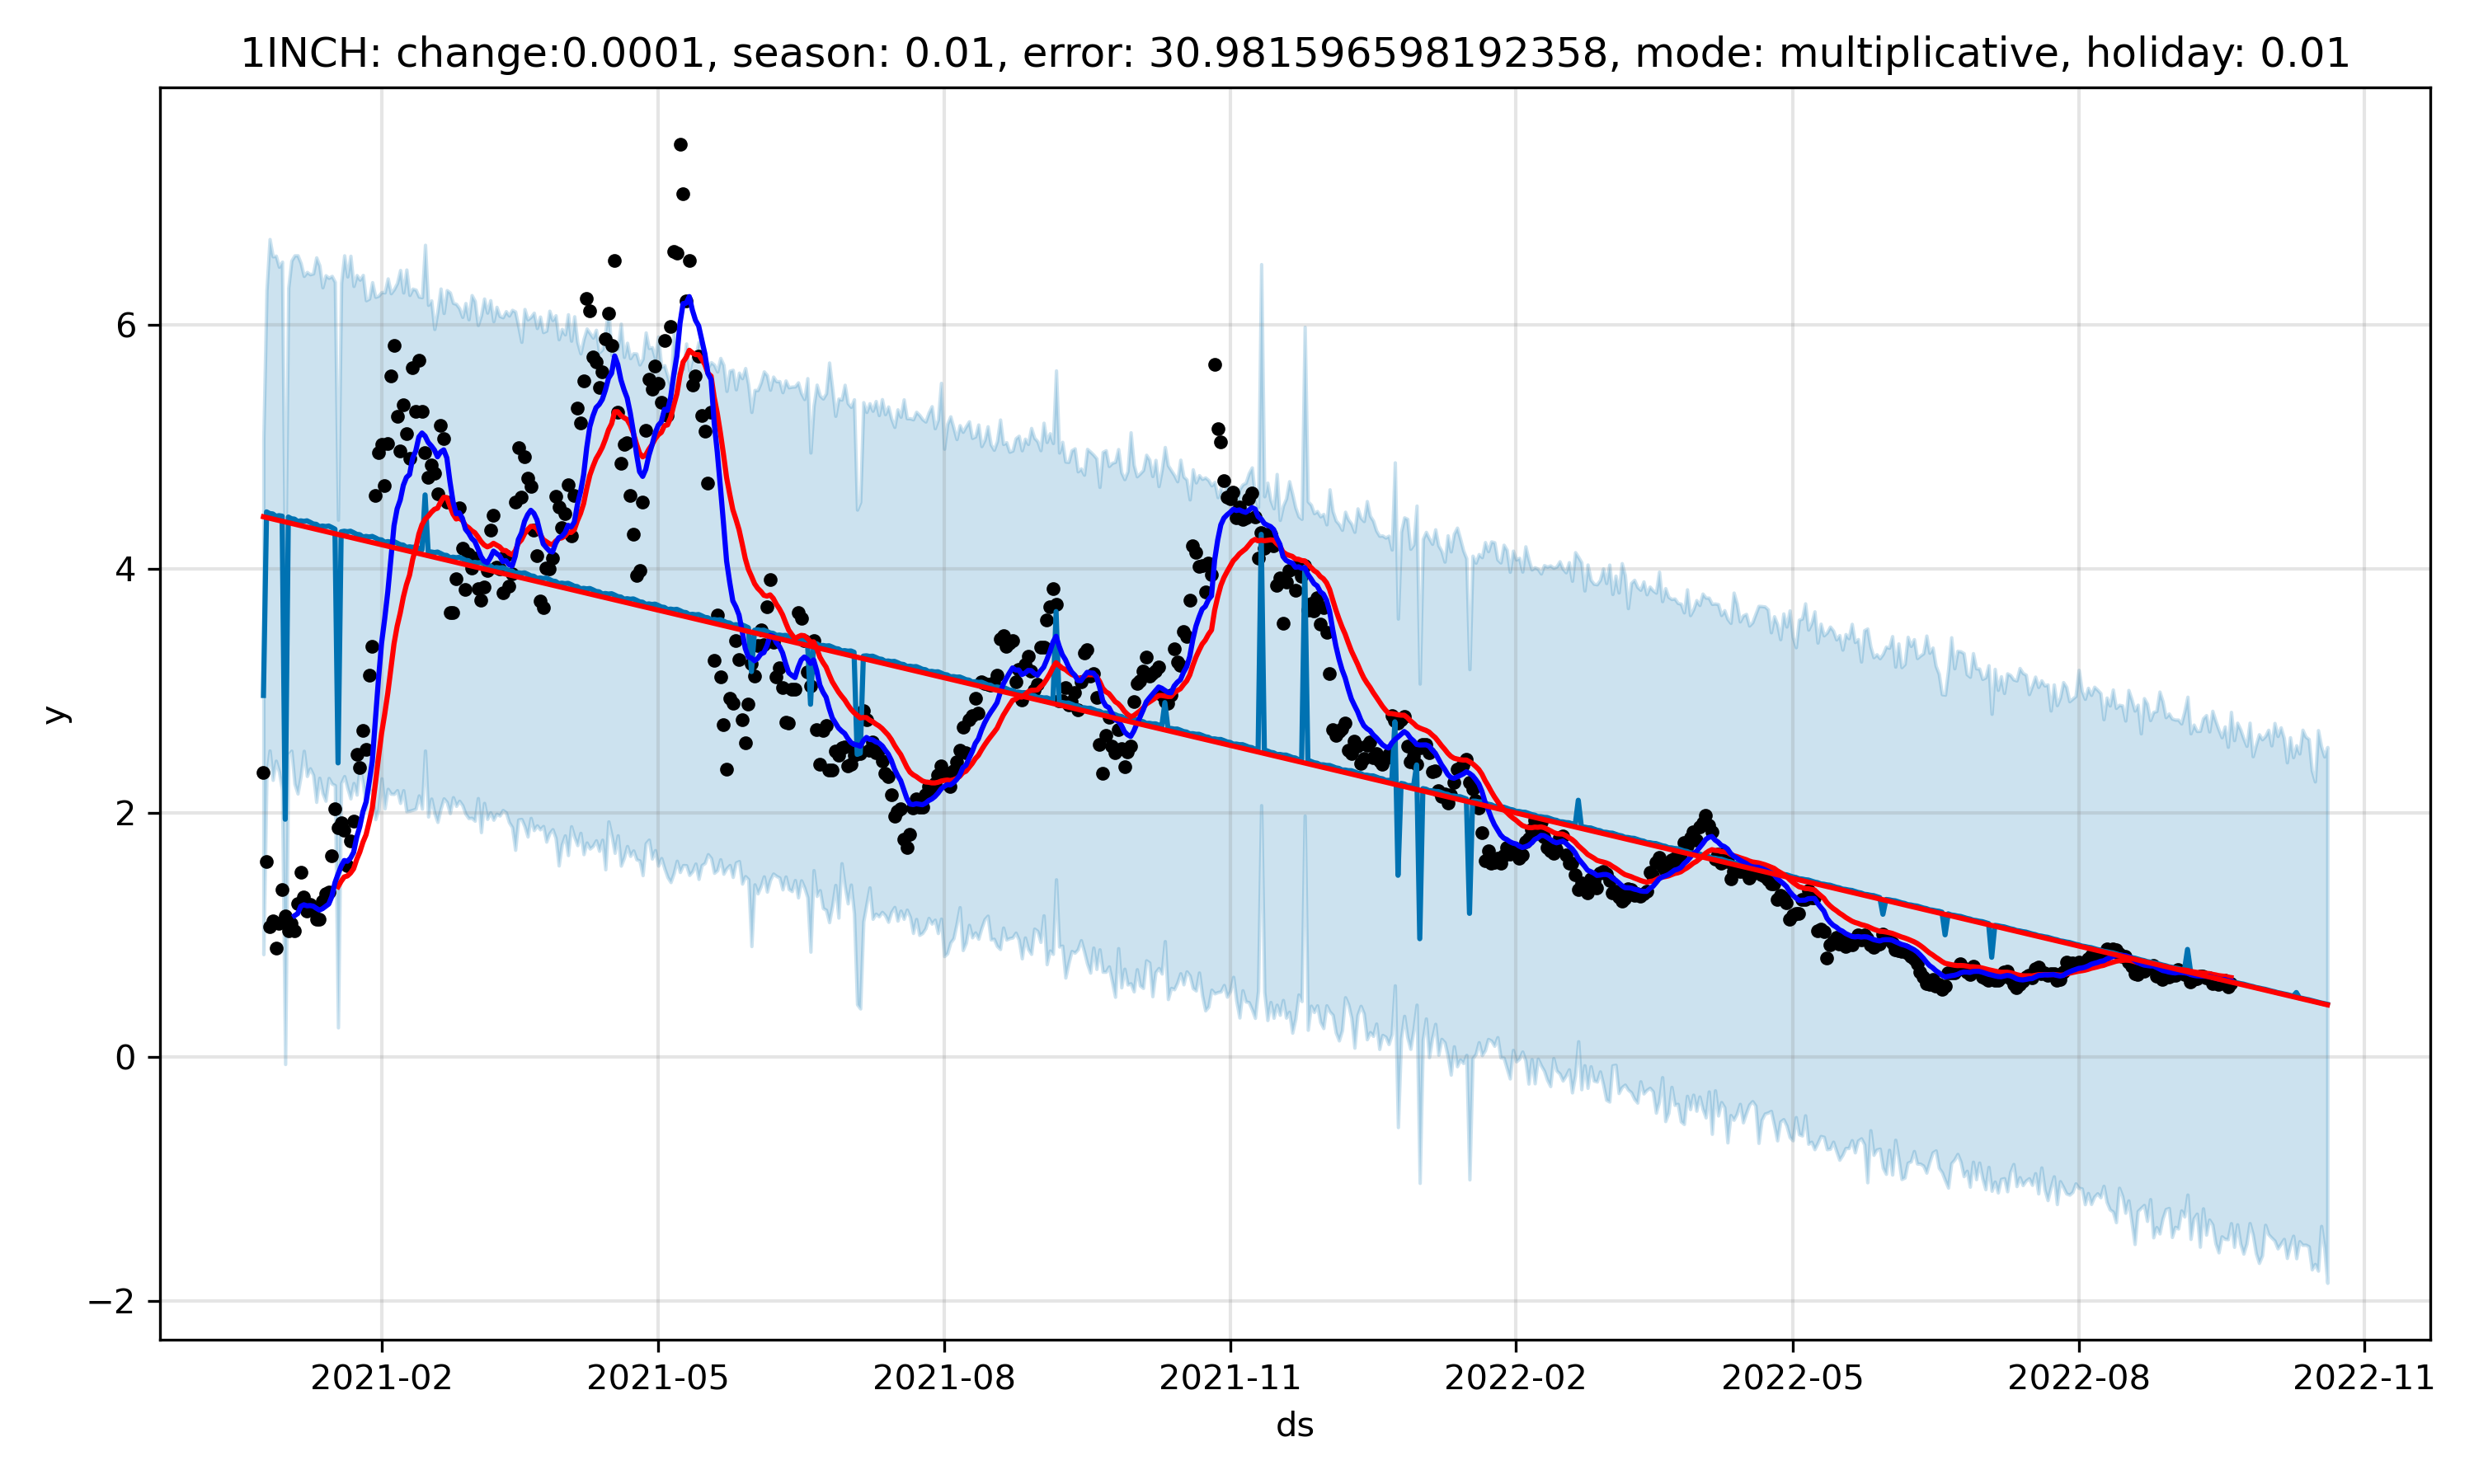 1INCH: change:0.0001, season: 0.01, error: 30.981596598192358, mode: multiplicative, holiday: 0.01
6
4
2
0
−2
y
2021-02 2021-05 2021-08 2021-11 2022-02 2022-05 2022-08 2022-11
ds